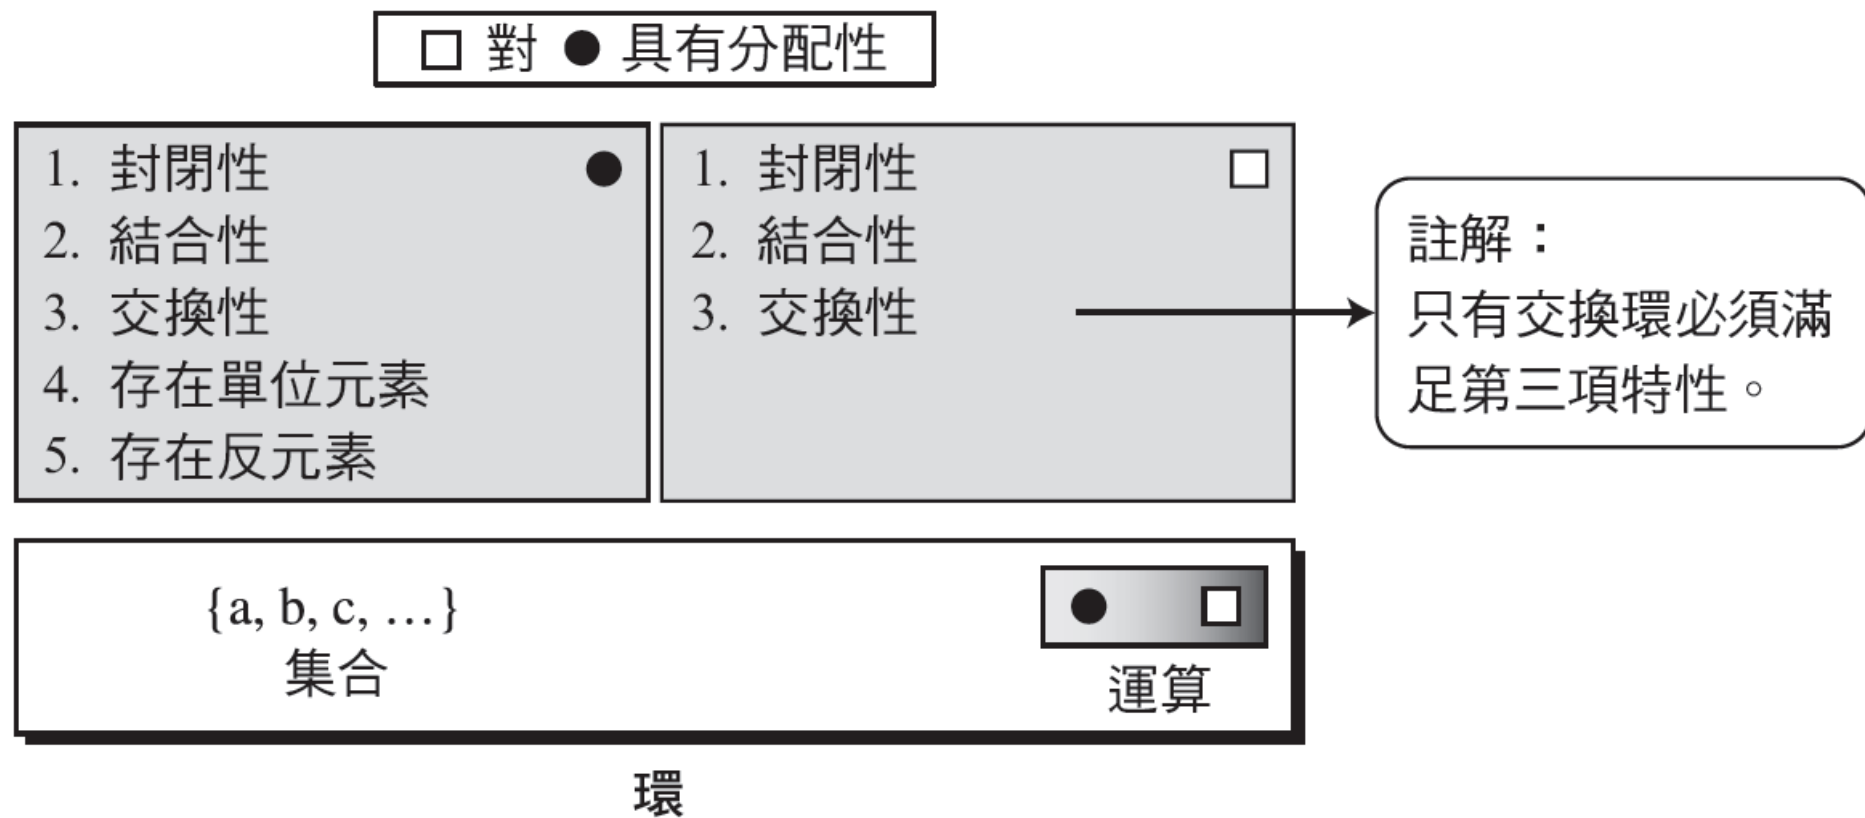 □ 對 ● 具有分配性
1. 封閉性
2. 結合性
3. 交換性
4. 存在單位元素
5. 存在反元素
1. 封閉性
2. 結合性
3. 交換性
註解：
只有交換環必須滿
足第三項特性。
{a, b, c, …}
集合
運算
環